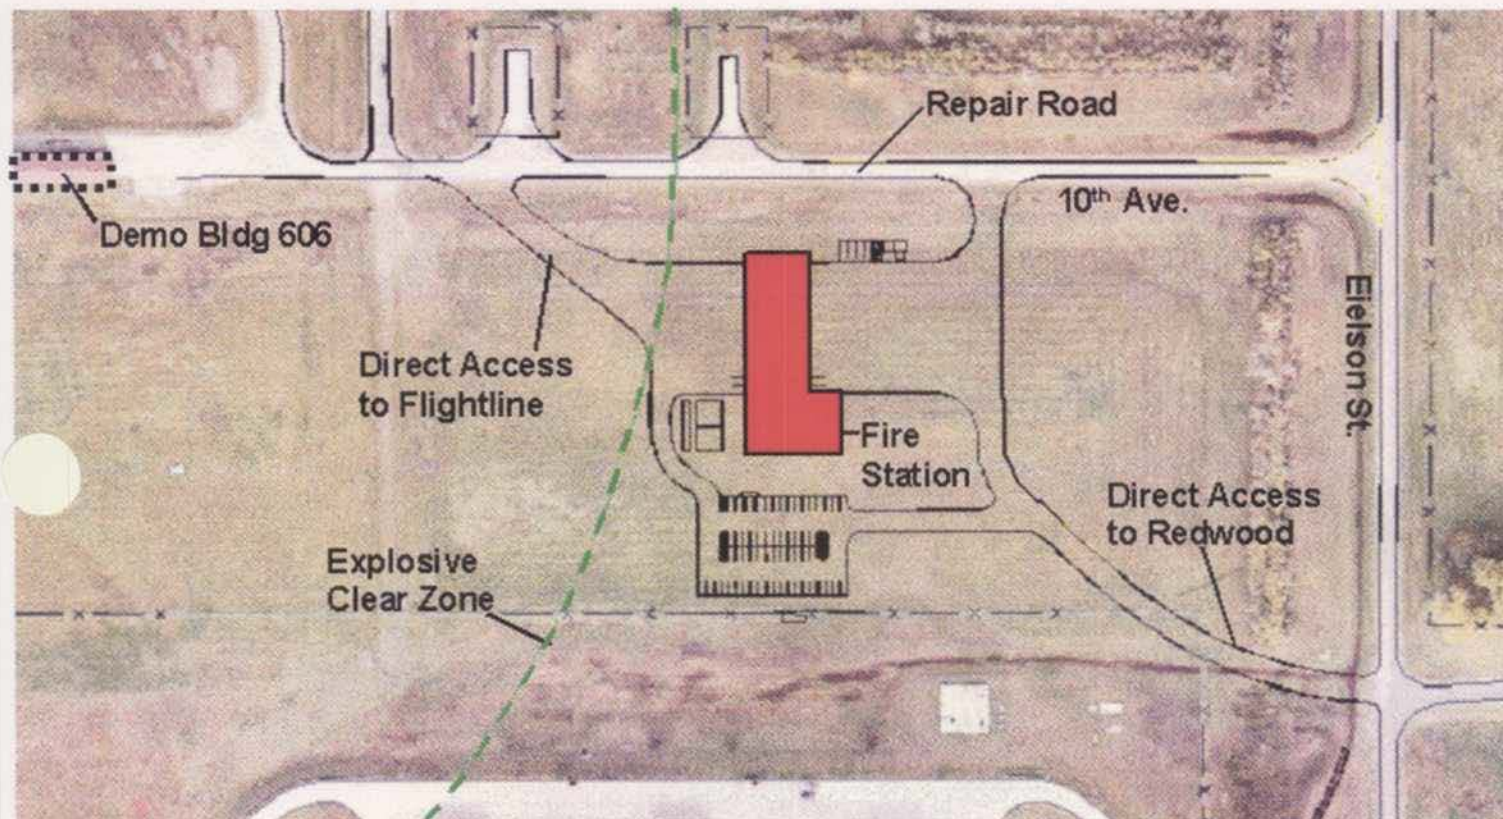 Repair Road
10th Ave.
Demo Bldg 606
Eielson St.
Direct Access
to Flightline
Fire
Station
Direct Access
to Redwood
Explosive
Clear Zone